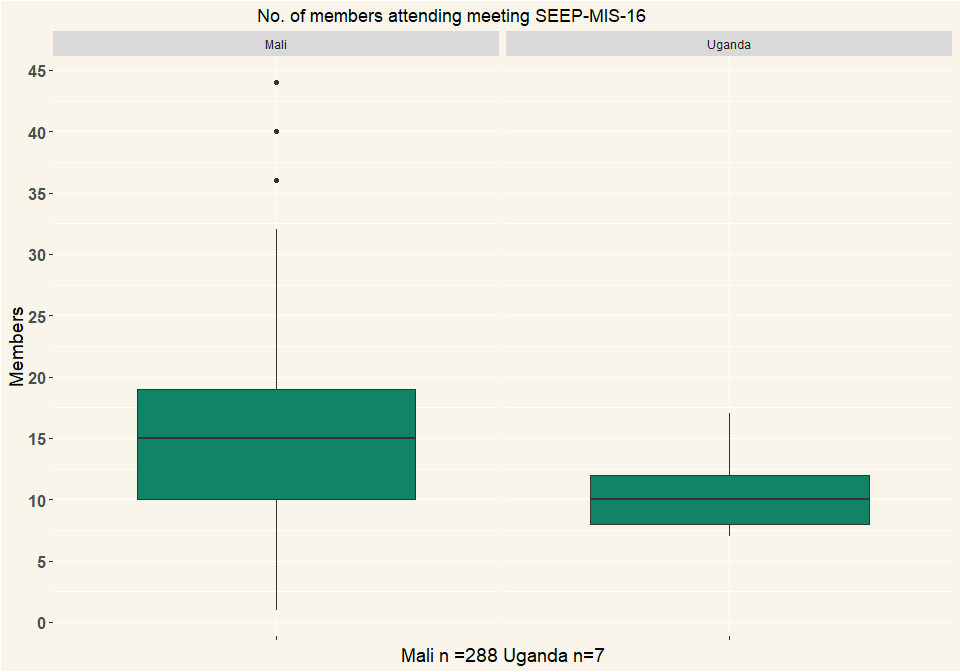 No. of members attending meeting SEEP-MIS-16
Mali
Uganda
Members
45
40
35
30
25
20
15
10
5
0
Mali n =288 Uganda n=7